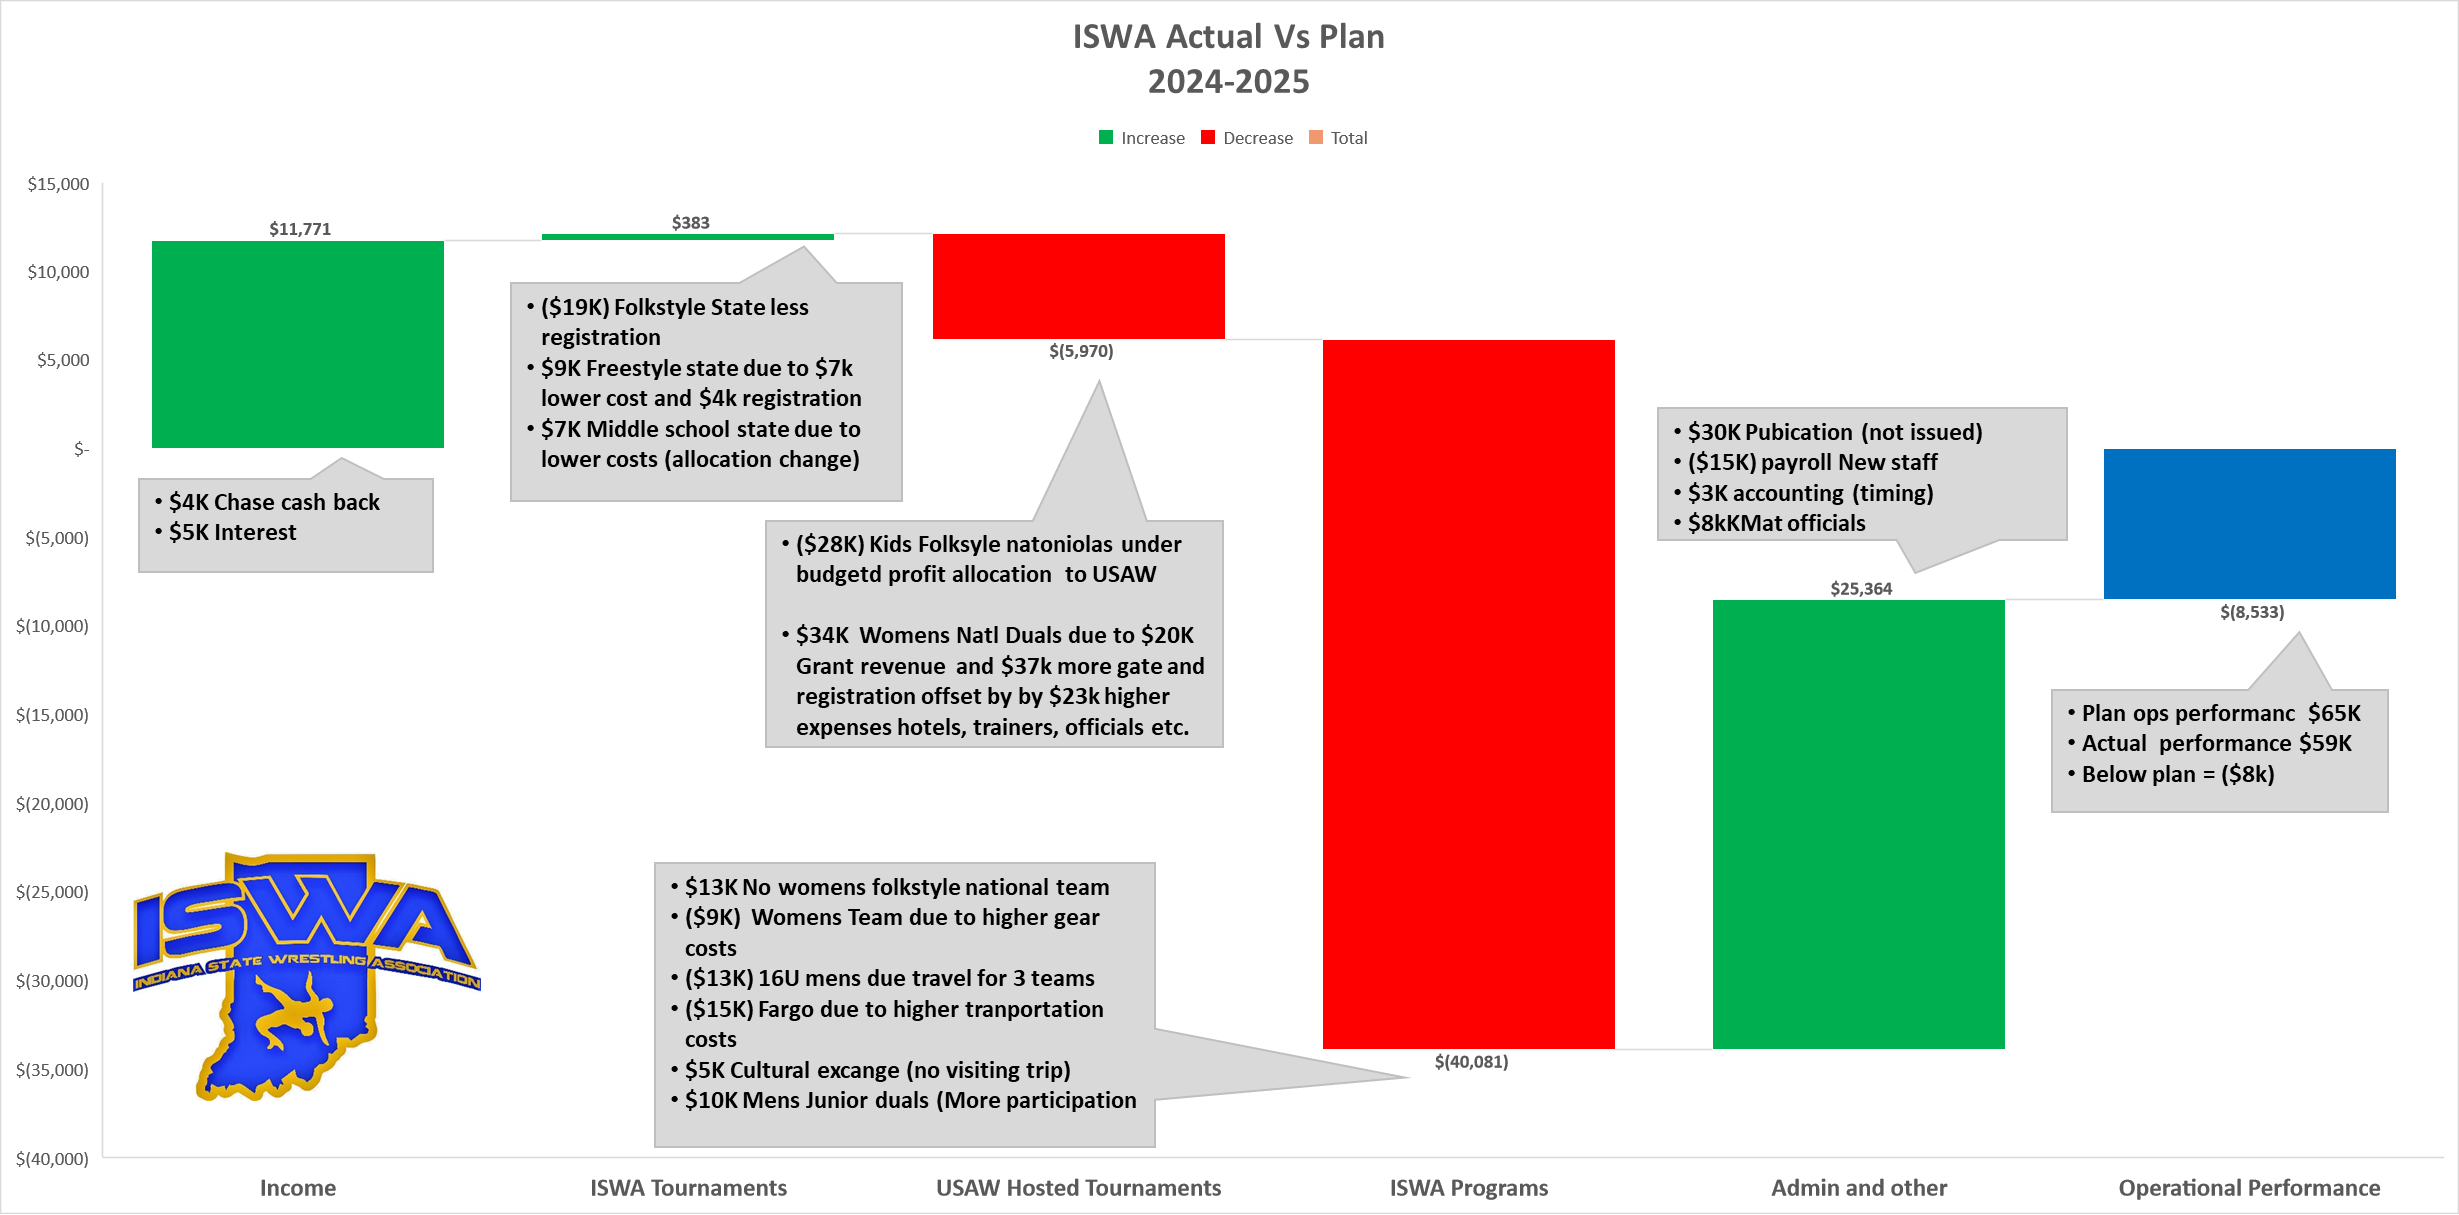 ISWA Actual Vs Plan
2024-2025
Increase Decrease Total
$15,000
$10,000
$5,000
$-
$(5,000)
$(10,000)
$(15,000)
$(20,000)
$(25,000)
$(30,000)
$(35,000)
$(40,000)
$11,771
• $4K Chase cash back
• $5K Interest
$383
• ($19K) Folkstyle State less
registration
• $9K Freestyle state due to $7k
lower cost and $4k registration
• $7K Middle school state due to
lower costs (allocation change)
$(5,970)
• ($28K) Kids Folksyle natoniolas under
budgetd profit allocation to USAW
• $34K Womens Natl Duals due to $20K
Grant revenue and $37k more gate and
registration offset by by $23k higher
expenses hotels, trainers, officials etc.
• $13K No womens folkstyle national team
• ($9K) Womens Team due to higher gear
costs
• ($13K) 16U mens due travel for 3 teams
• ($15K) Fargo due to higher tranportation
costs
• $5K Cultural excange (no visiting trip)
• $10K Mens Junior duals (More participation
$(40,081)
• $30K Pubication (not issued)
• ($15K) payroll New staff
• $3K accounting (timing)
• $8kKMat officials
$25,364
$(8,533)
• Plan ops performanc $65K
• Actual performance $59K
• Below plan = ($8k)
ISWA
INDIANA STATE WRESTLING ASSOCIATION
Income
ISWA Tournaments
USAW Hosted Tournaments
ISWA Programs
Admin and other
Operational Performance